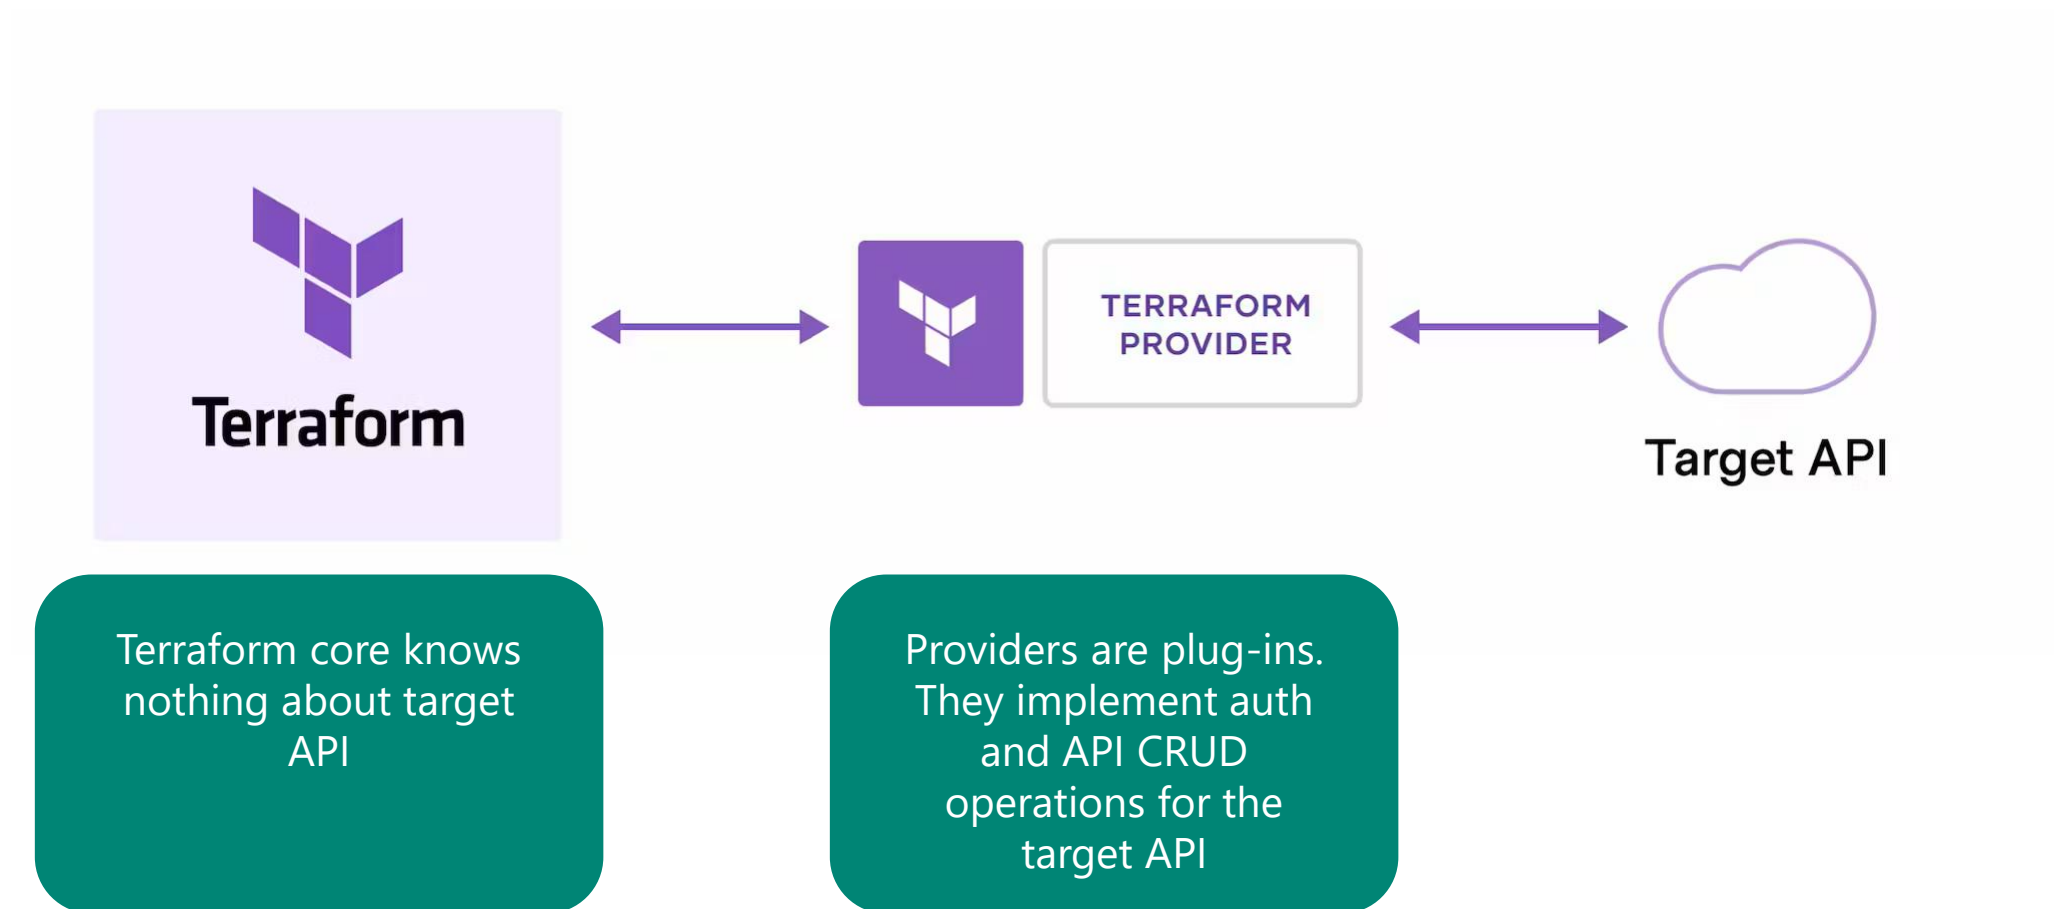 Terraform
TERRAFORM
PROVIDER
Target API
Terraform core knows
nothing about target
API
Providers are plug-ins.
They implement auth
and API CRUD
operations for the
target API